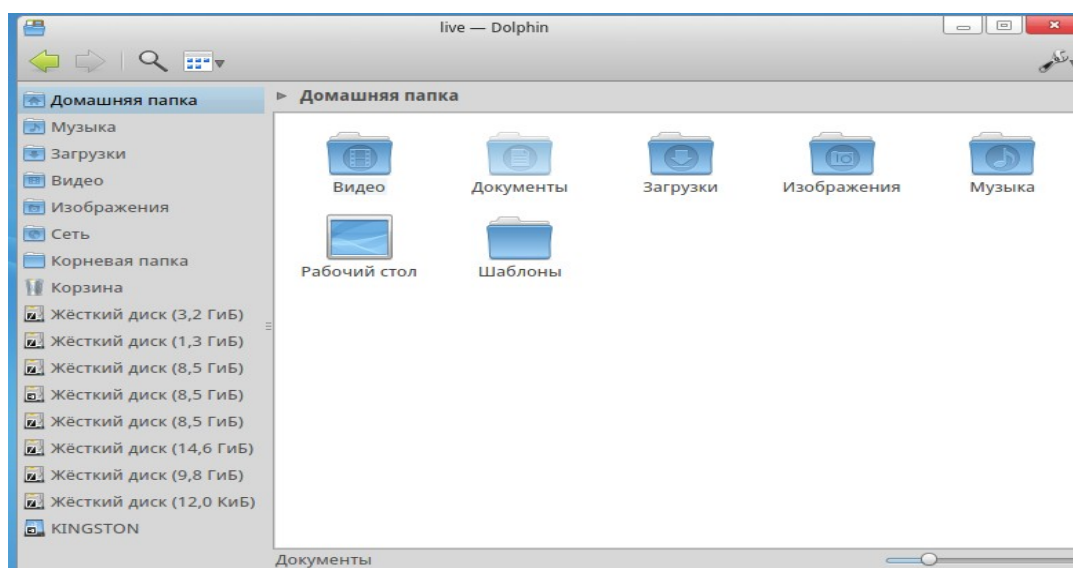 live — Dolphin
Домашняя папка
Музыка
Загрузки
Видео
Изображения
Сеть
Корневая папка
Корзина
Жёсткий диск (3,2 ГиБ)
Жёсткий диск (1,3 ГиБ)
Жёсткий диск (8,5 ГиБ)
Жёсткий диск (8,5 ГиБ)
Жёсткий диск (8,5 ГиБ)
Жёсткий диск (14,6 ГиБ)
Жёсткий диск (9,8 ГиБ)
Жёсткий диск (12,0 КиБ)
KINGSTON
Домашняя папка
Видео Документы Загрузки Изображения Музыка
Рабочий стол Шаблоны
Документы